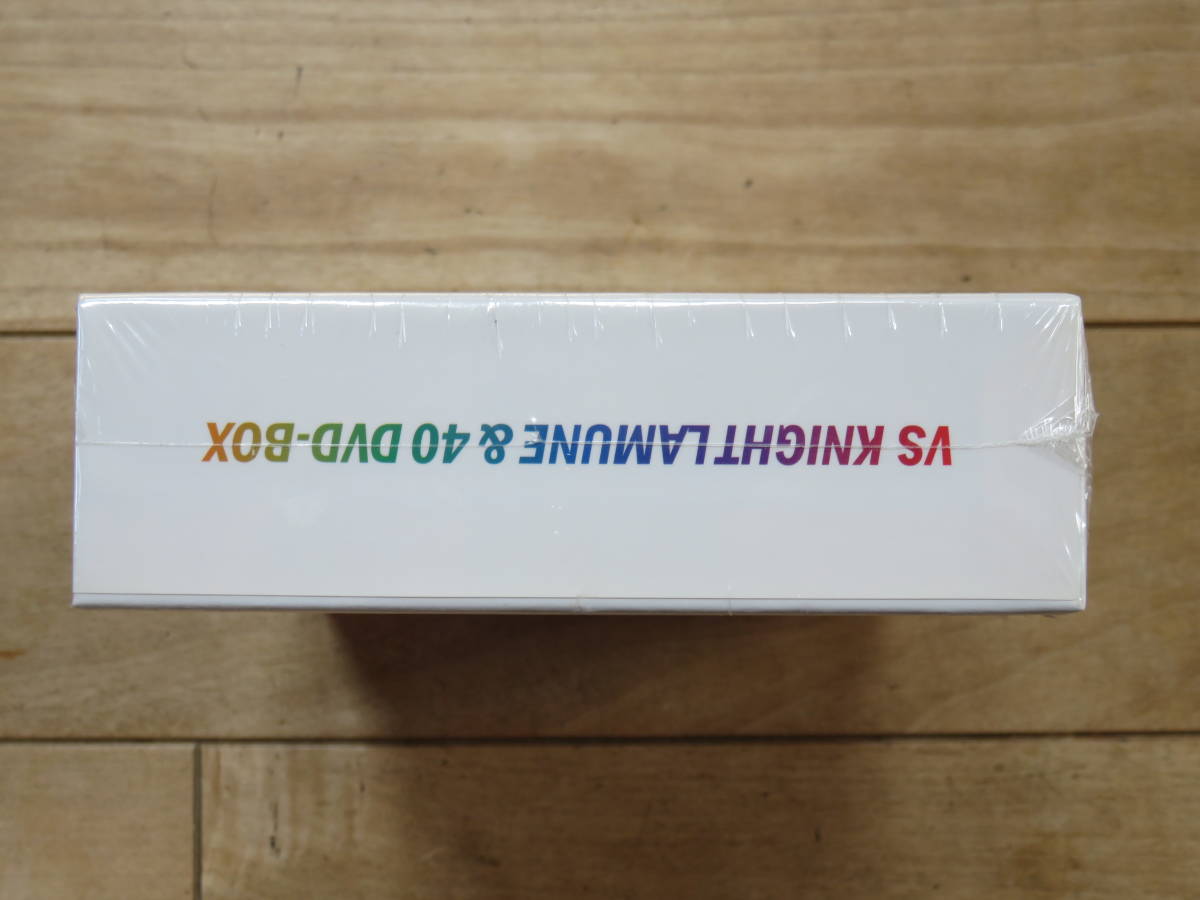 VS KNIGHT LAMUNE & 40 DVD-BOX